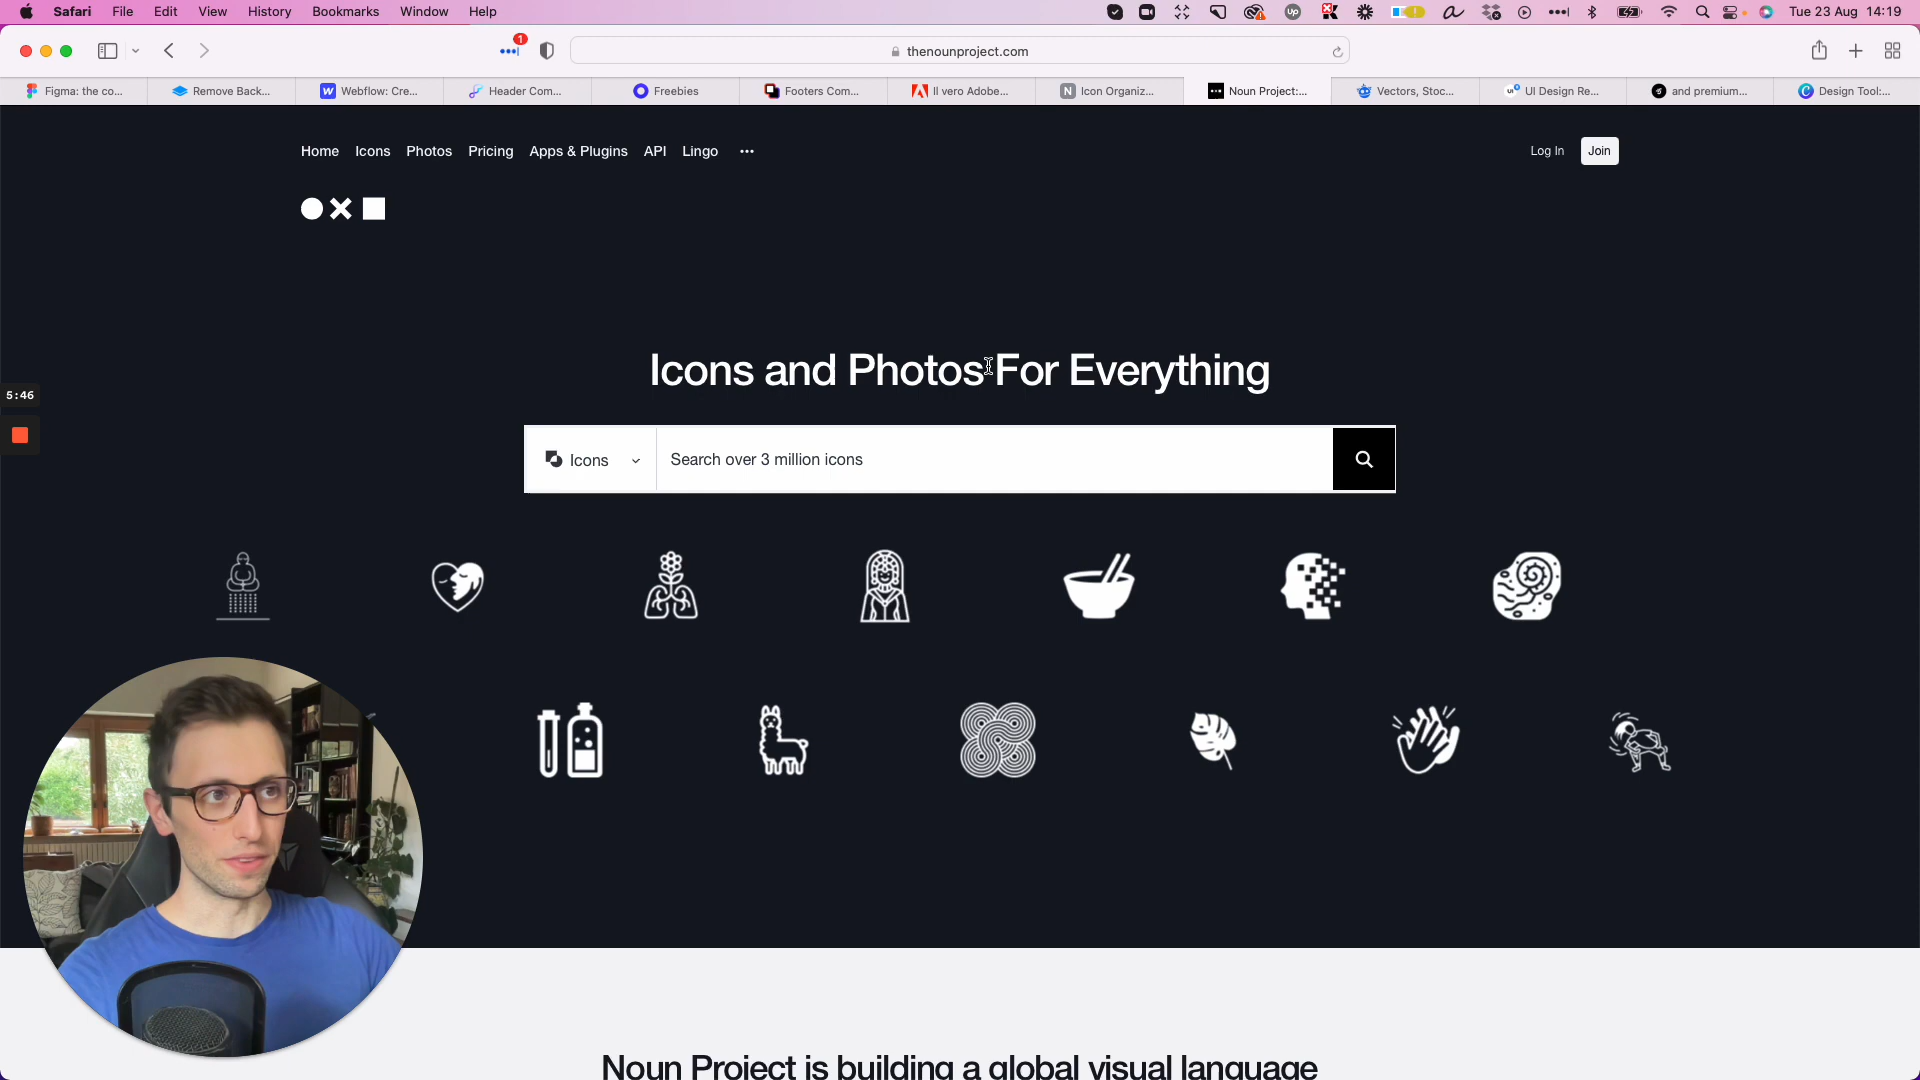 Safari File Edit View History Bookmarks Window Help
Tue 23 Aug 14:19
1
thenounproject.com
Figma: the co...
Remove Back...
Webflow: Cre...
Header Com...
Freebies
Footers Com...
Il vero Adobe...
N Icon Organiz...
Noun Project:...
Vectors, Stoc...
UI Design Re...
and premium...
Design Tool:...
Home Icons Photos Pricing Apps & Plugins API Lingo
Log In Join
Icons and Photos For Everything
5:46
Icons
Search over 3 million icons
Noun Project is building a global visual language